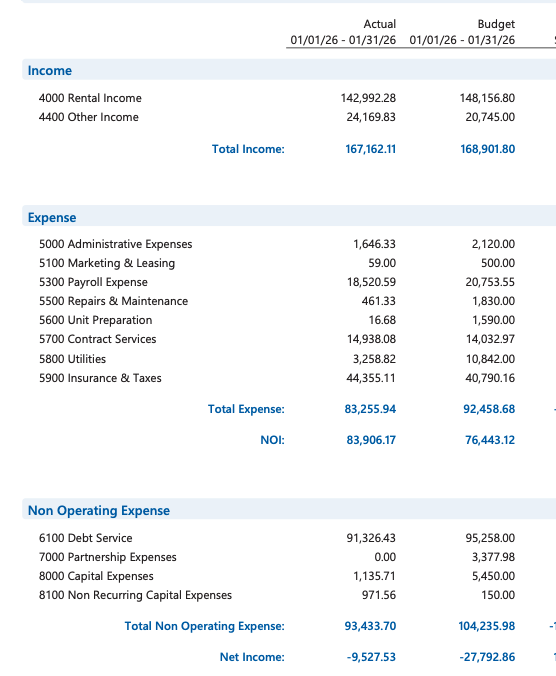 Actual Budget
01/01/26 - 01/31/26 01/01/26 - 01/31/26
Income
4000 Rental Income 142,992.28 148,156.80
4400 Other Income 24,169.83 20,745.00
Total Income: 167,162.11 168,901.80
Expense
5000 Administrative Expenses 1,646.33 2,120.00
5100 Marketing & Leasing 59.00 500.00
5300 Payroll Expense 18,520.59 20,753.55
5500 Repairs & Maintenance 461.33 1,830.00
5600 Unit Preparation 16.68 1,590.00
5700 Contract Services 14,938.08 14,032.97
5800 Utilities 3,258.82 10,842.00
5900 Insurance & Taxes 44,355.11 40,790.16
Total Expense: 83,255.94 92,458.68
NOI: 83,906.17 76,443.12
Non Operating Expense
6100 Debt Service 91,326.43 95,258.00
7000 Partnership Expenses 0.00 3,377.98
8000 Capital Expenses 1,135.71 5,450.00
8100 Non Recurring Capital Expenses 971.56 150.00
Total Non Operating Expense: 93,433.70 104,235.98
Net Income: -9,527.53 -27,792.86